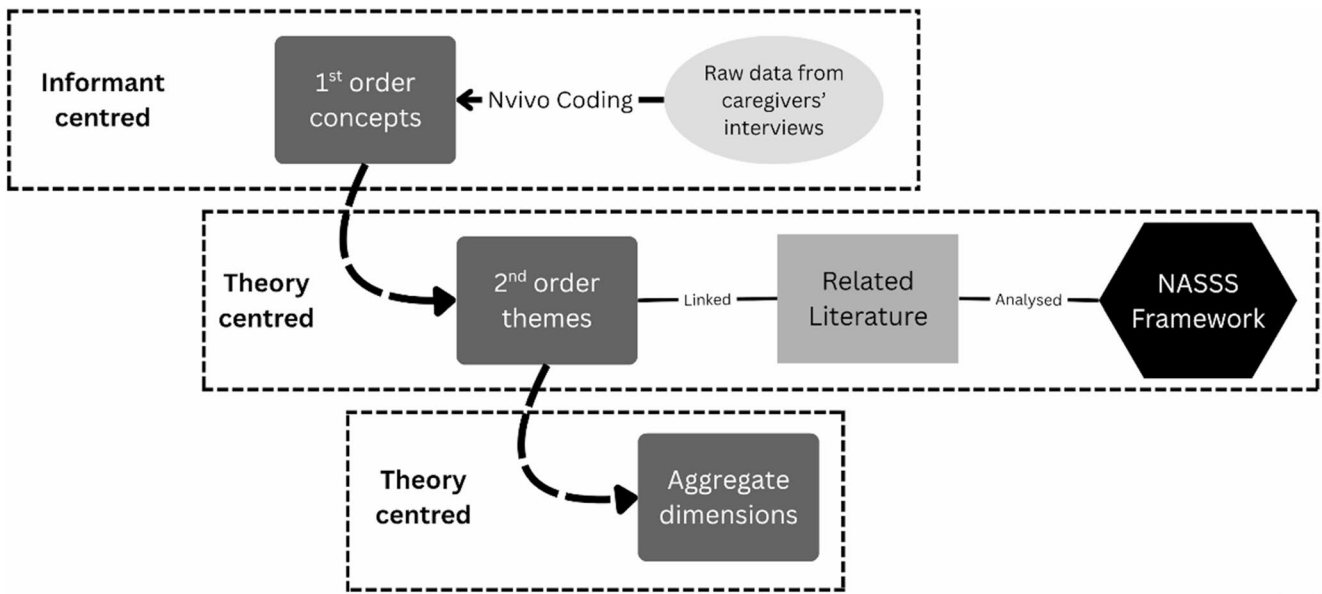 Informant
centred
1st order
concepts
Nvivo Coding
Raw data from
caregivers'
interviews
Theory
centred
2nd order
themes
Linked
Related
Literature
Analysed
NASSS
Framework
Theory
centred
Aggregate
dimensions